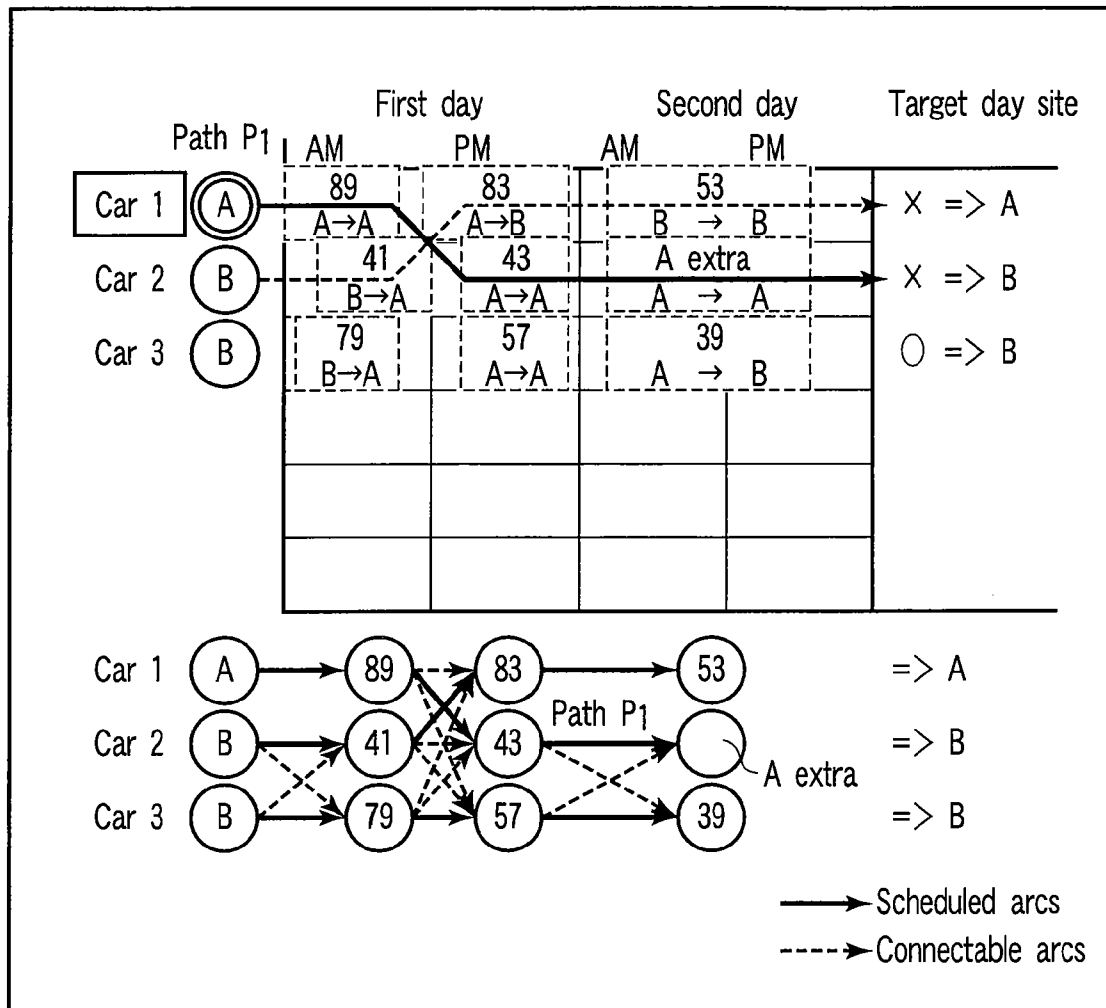 First day Second day Target day site
Path P1 AM PM AM PM
Car 1 A 89 83 53 X => A
A→A A→B B → B
Car 2 B 41 43 A extra X => B
B→A A→A A → A
Car 3 B 79 57 39 O => B
B→A A→A A → B
Car 1 A 89 83 53 => A
Path P1
Car 2 B 41 43 => B
A extra
Car 3 B 79 57 39 => B
Scheduled arcs
Connectable arcs